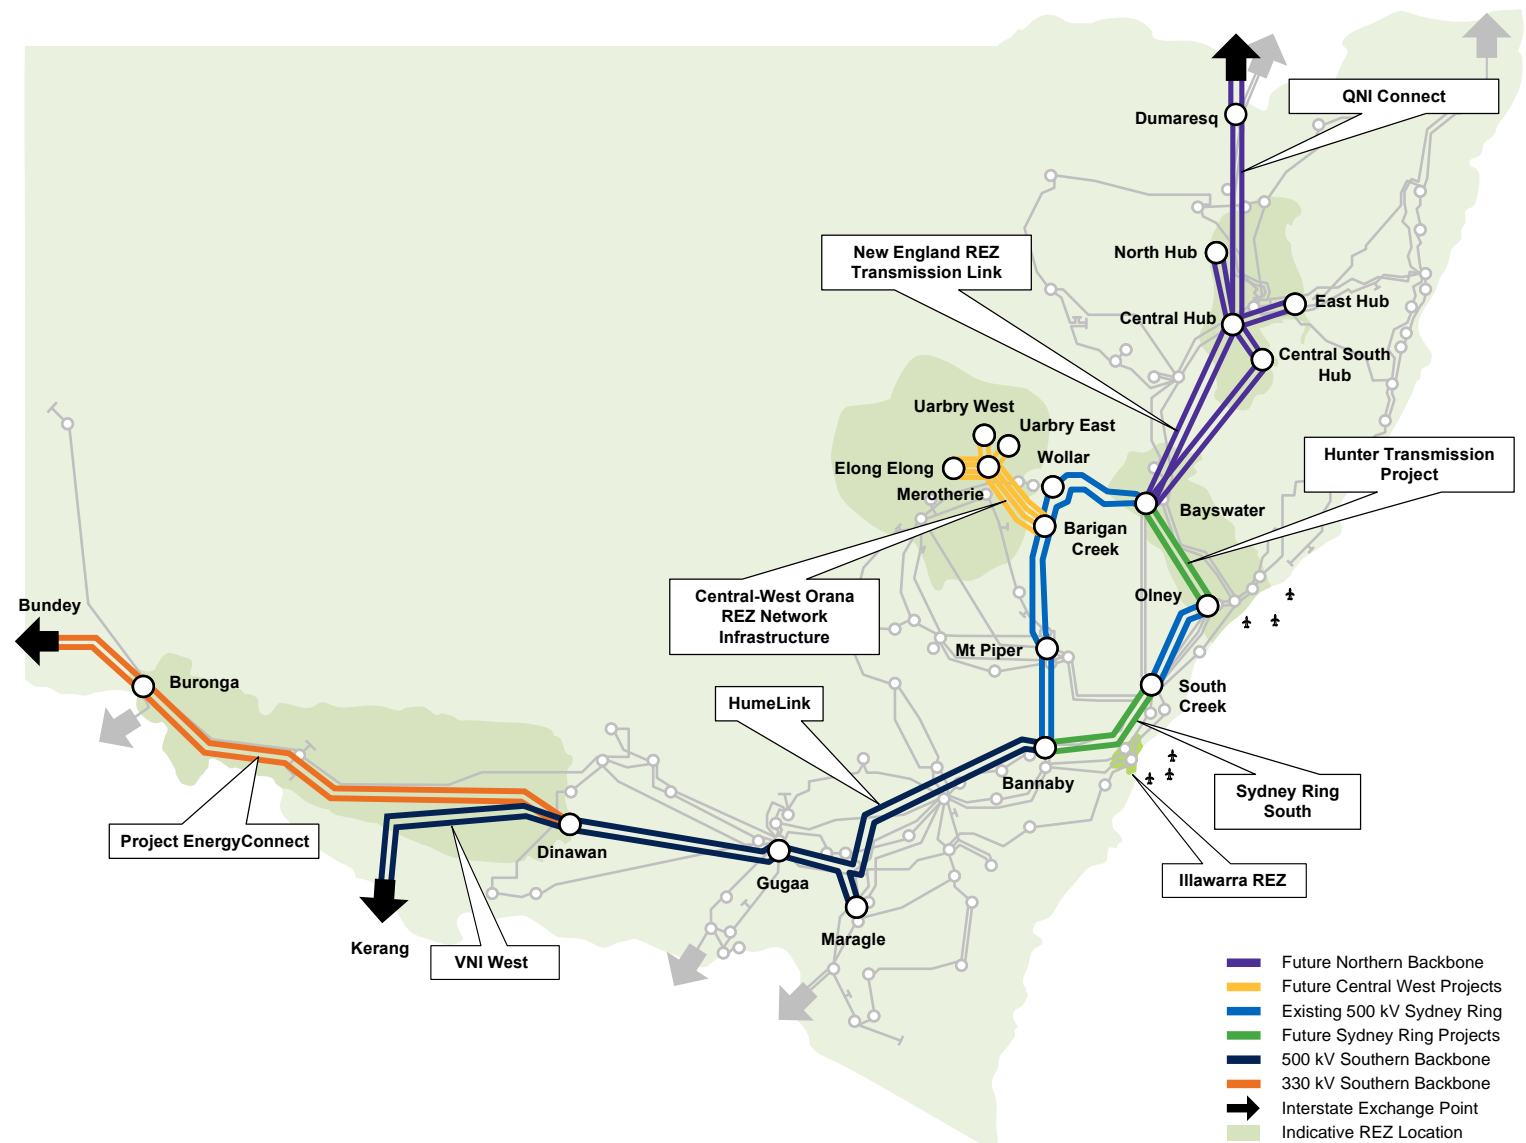 QNI Connect
Dumaresq
New England REZ
Transmission Link
North Hub
East Hub
Central Hub
Central South
Hub
Uarbry West
Uarbry East
Elong Elong
Wollar
Merotherie
Hunter Transmission
Project
Bayswater
Barigan
Creek
Central-West Orana
REZ Network
Infrastructure
Olney
Bundey
Mt Piper
Buronga
South
Creek
HumeLink
Bannaby
Sydney Ring
South
Project EnergyConnect
Dinawan
Gugaa
Illawarra REZ
Kerang
VNI West
Maragle
Future Northern Backbone
Future Central West Projects
Existing 500 kV Sydney Ring
Future Sydney Ring Projects
500 kV Southern Backbone
330 kV Southern Backbone
Interstate Exchange Point
Indicative REZ Location